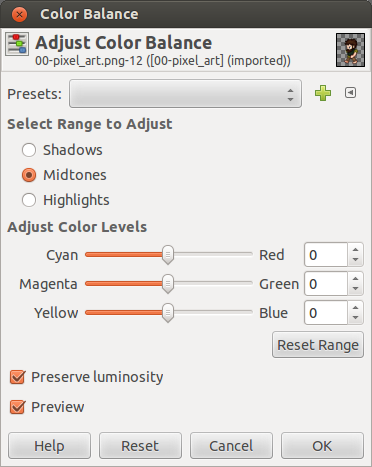 Color Balance
Adjust Color Balance
00-pixel_art.png-12 ([00-pixel_art] (imported))
Presets:
Select Range to Adjust
Shadows
Midtones
Highlights
Adjust Color Levels
Cyan Red 0
Magenta Green 0
Yellow Blue 0
Reset Range
Preserve luminosity
Preview
Help Reset Cancel OK